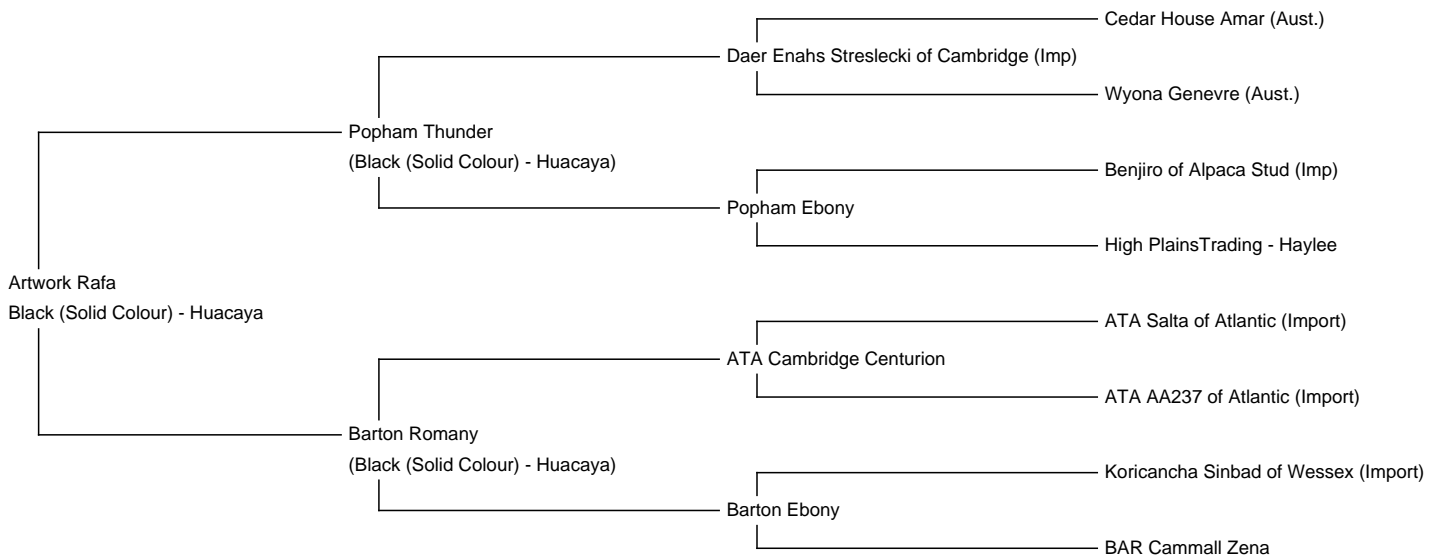 Cedar House Amar (Aust.)
Daer Enahs Streslecki of Cambridge (Imp)
Wyona Genevre (Aust.)
Popham Thunder
(Black (Solid Colour) - Huacaya)
Benjiro of Alpaca Stud (Imp)
Popham Ebony
High PlainsTrading - Haylee
Artwork Rafa
Black (Solid Colour) - Huacaya
ATA Salta of Atlantic (Import)
ATA Cambridge Centurion
ATA AA237 of Atlantic (Import)
Barton Romany
(Black (Solid Colour) - Huacaya)
Koricancha Sinbad of Wessex (Import)
Barton Ebony
BAR Cammall Zena